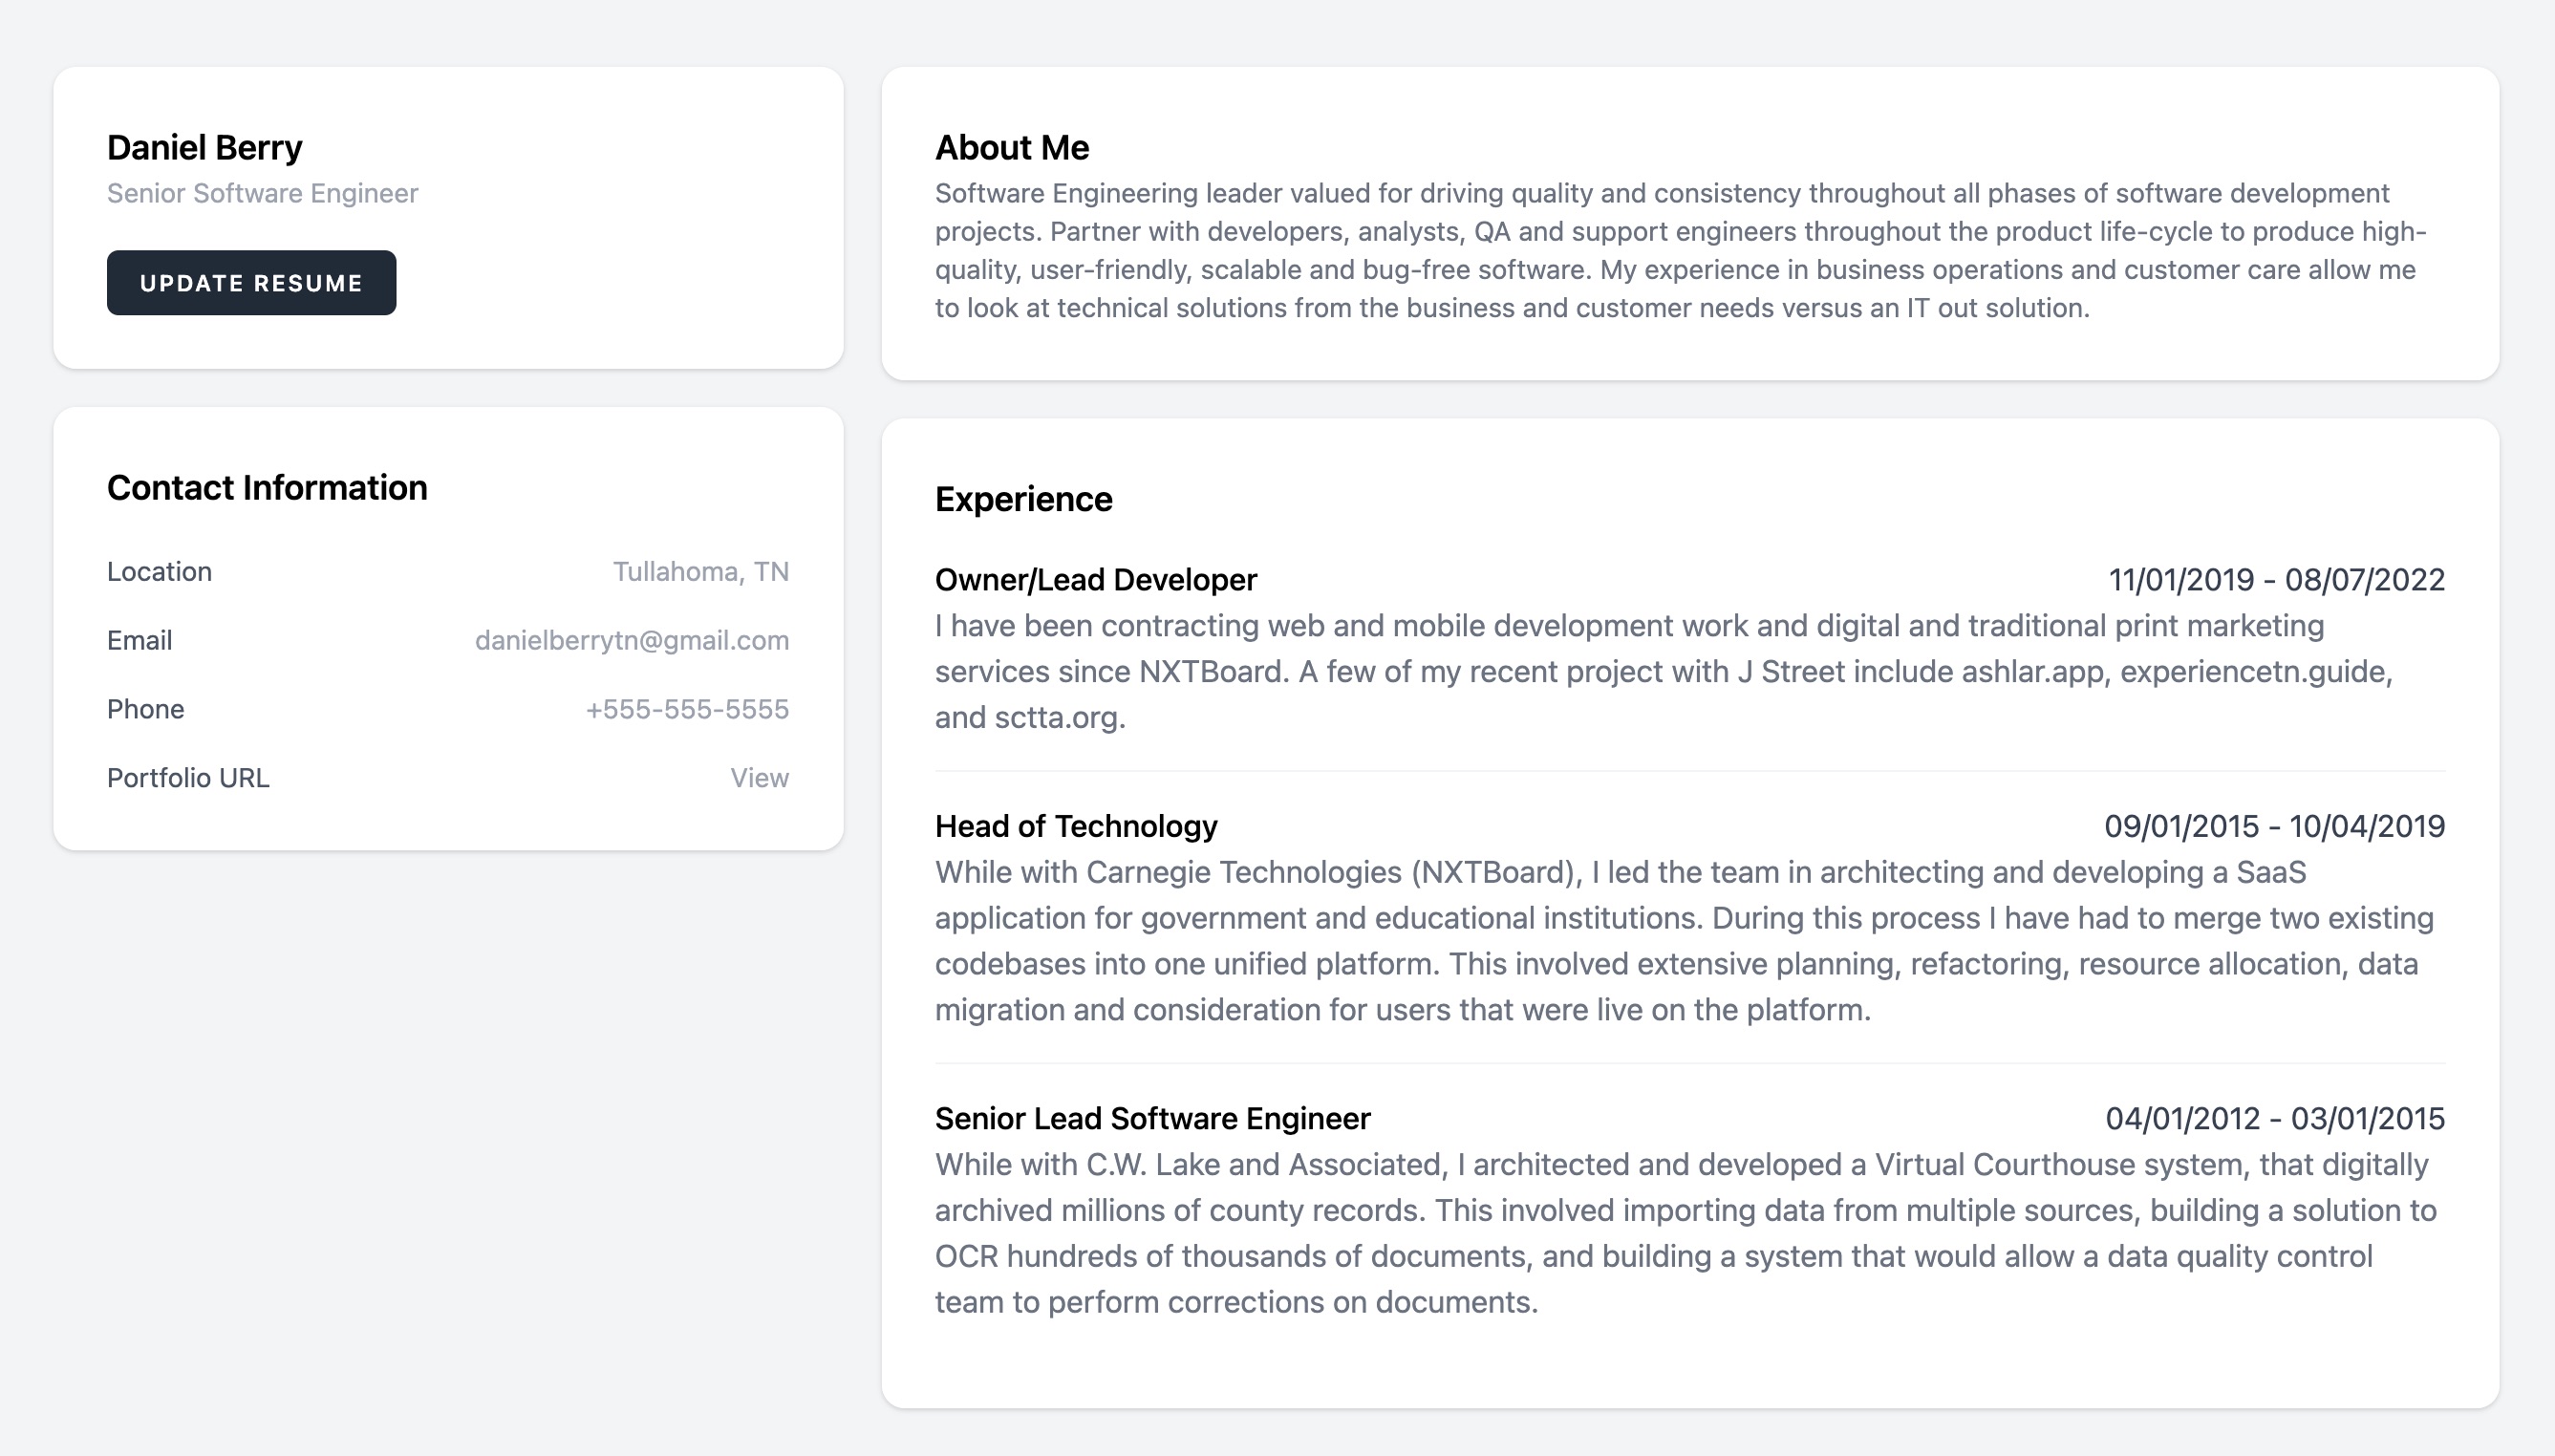 Daniel Berry
Senior Software Engineer
UPDATE RESUME
Contact Information
Location Tullahoma, TN
Email danielberrytn@gmail.com
Phone +555-555-5555
Portfolio URL View
About Me
Software Engineering leader valued for driving quality and consistency throughout all phases of software development
projects. Partner with developers, analysts, QA and support engineers throughout the product life-cycle to produce high-
quality, user-friendly, scalable and bug-free software. My experience in business operations and customer care allow me
to look at technical solutions from the business and customer needs versus an IT out solution.
Experience
Owner/Lead Developer 11/01/2019 - 08/07/2022
I have been contracting web and mobile development work and digital and traditional print marketing
services since NXTBoard. A few of my recent project with J Street include ashlar.app, experiencetn.guide,
and sctta.org.
Head of Technology 09/01/2015 - 10/04/2019
While with Carnegie Technologies (NXTBoard), I led the team in architecting and developing a SaaS
application for government and educational institutions. During this process I have had to merge two existing
codebases into one unified platform. This involved extensive planning, refactoring, resource allocation, data
migration and consideration for users that were live on the platform.
Senior Lead Software Engineer 04/01/2012 - 03/01/2015
While with C.W. Lake and Associated, I architected and developed a Virtual Courthouse system, that digitally
archived millions of county records. This involved importing data from multiple sources, building a solution to
OCR hundreds of thousands of documents, and building a system that would allow a data quality control
team to perform corrections on documents.